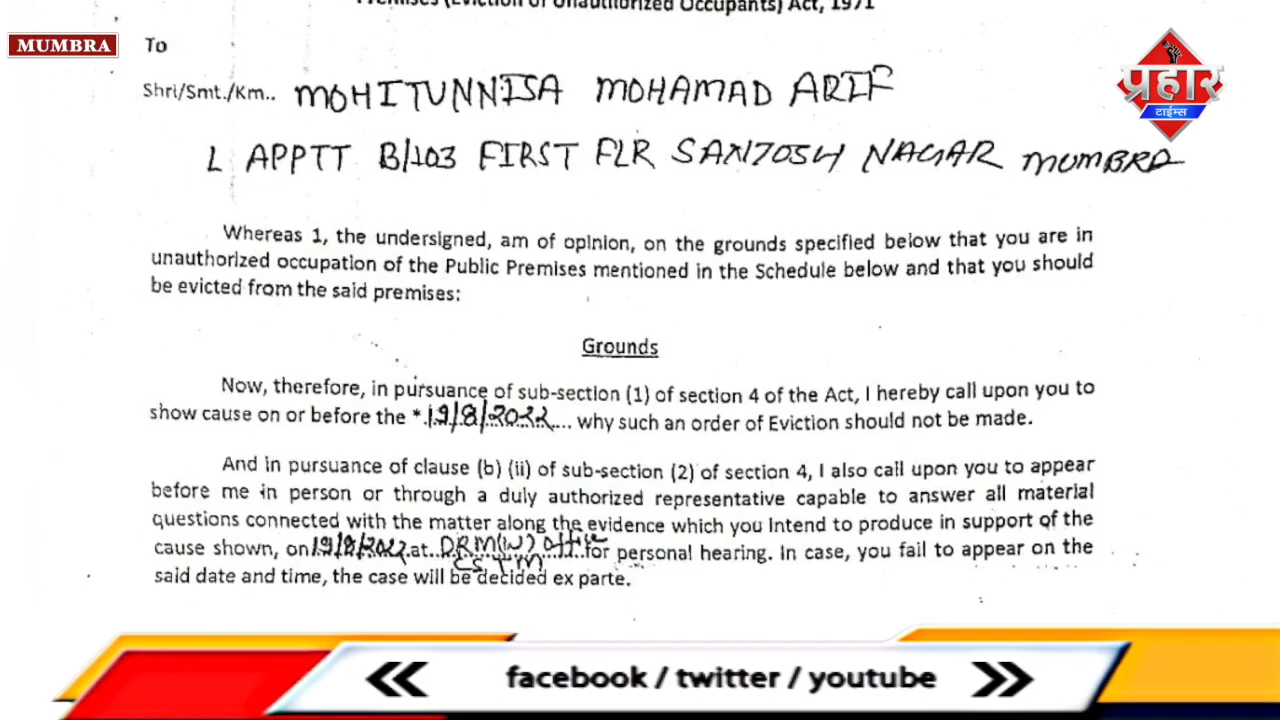 Premises (Eviction of Unauthorized Occupants) Act, 1971
MUMBRA
प्रहार
टाईम्स
To
Shri/Smt./Km.. MOHITUNNISA MOHAMAD ARIF
L APPTT B/103 FIRST FLR SANTOSH NAGAR MUMBRA
Whereas 1, the undersigned, am of opinion, on the grounds specified below that you are in
unauthorized occupation of the Public Premises mentioned in the Schedule below and that you should
be evicted from the said premises:
Grounds
Now, therefore, in pursuance of sub-section (1) of section 4 of the Act, I hereby call upon you to
show cause on or before the *.19/8/2022.... why such an order of Eviction should not be made.
And in pursuance of clause (b) (ii) of sub-section (2) of section 4, I also call upon you to appear
before me in person or through a duly authorized representative capable to answer all material
questions connected with the matter along the evidence which you Intend to produce in support of the
cause shown, on 19/8/2022 at DRM(W) office CSTM for personal hearing. In case, you fail to appear on the
said date and time, the case will be decided ex parte.
facebook / twitter / youtube